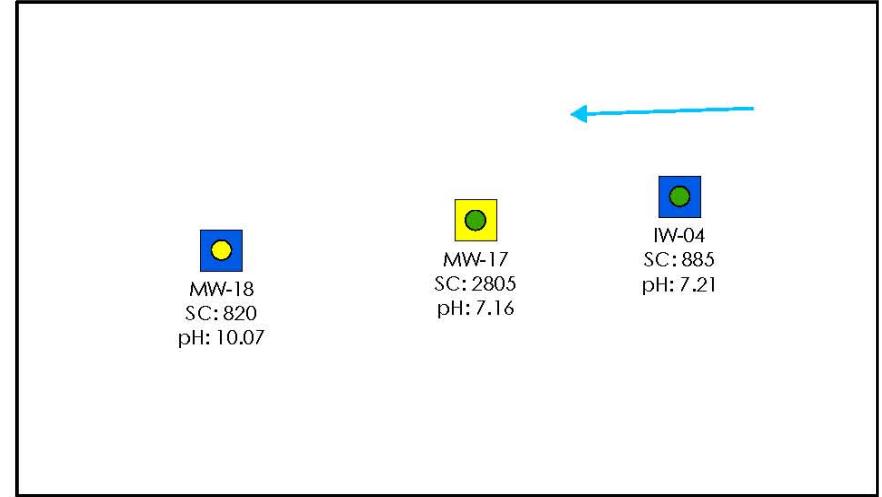 MW-18
SC: 820
pH: 10.07
MW-17
SC: 2805
pH: 7.16
IW-04
SC: 885
pH: 7.21